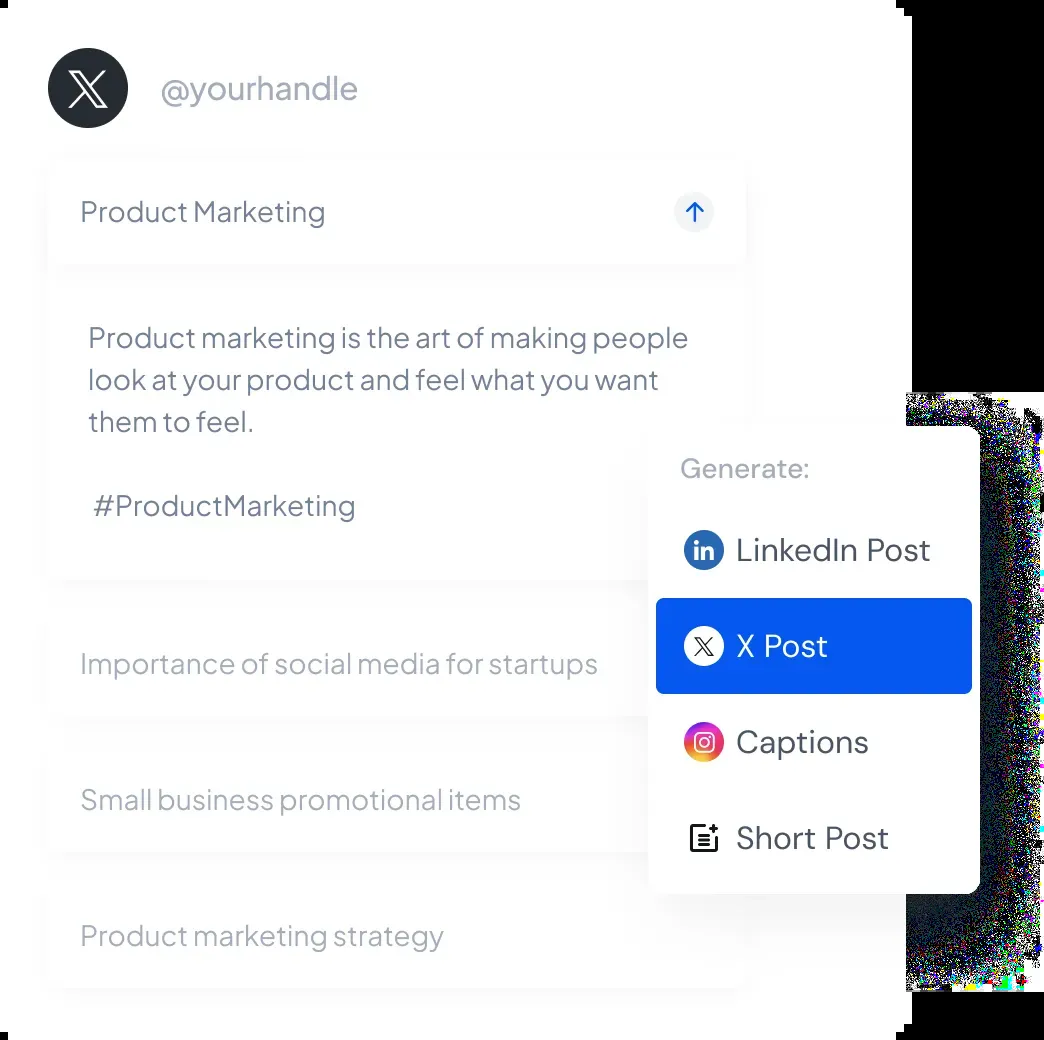 @yourhandle
Product Marketing
Product marketing is the art of making people
look at your product and feel what you want
them to feel.
#ProductMarketing
Importance of social media for startups
Small business promotional items
Product marketing strategy
Generate:
in LinkedIn Post
X Post
Captions
Short Post